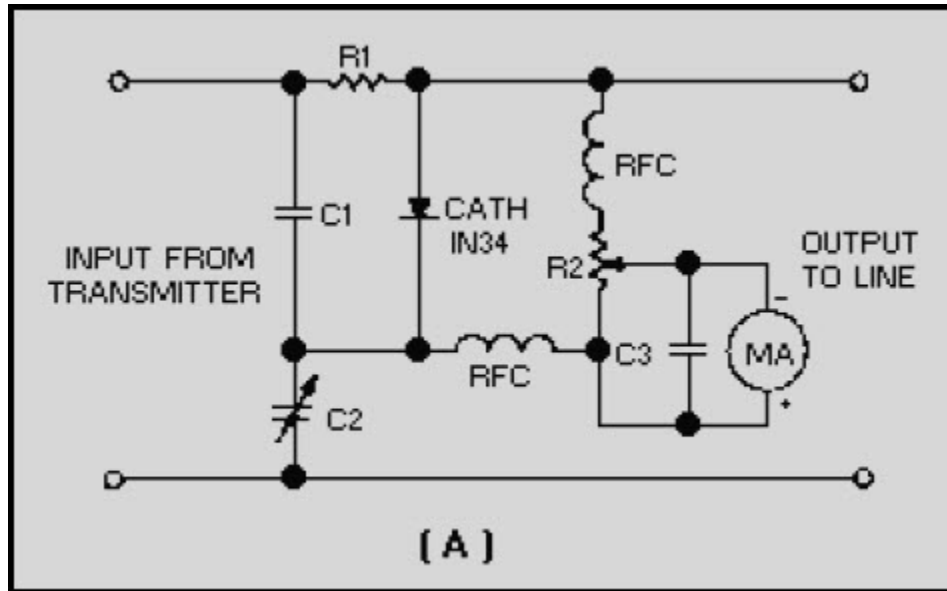 R1
RFC
C1
CATH
IN34
INPUT FROM
TRANSMITTER
R2
OUTPUT
TO LINE
-
C3
MA
RFC
+
C2
( A )